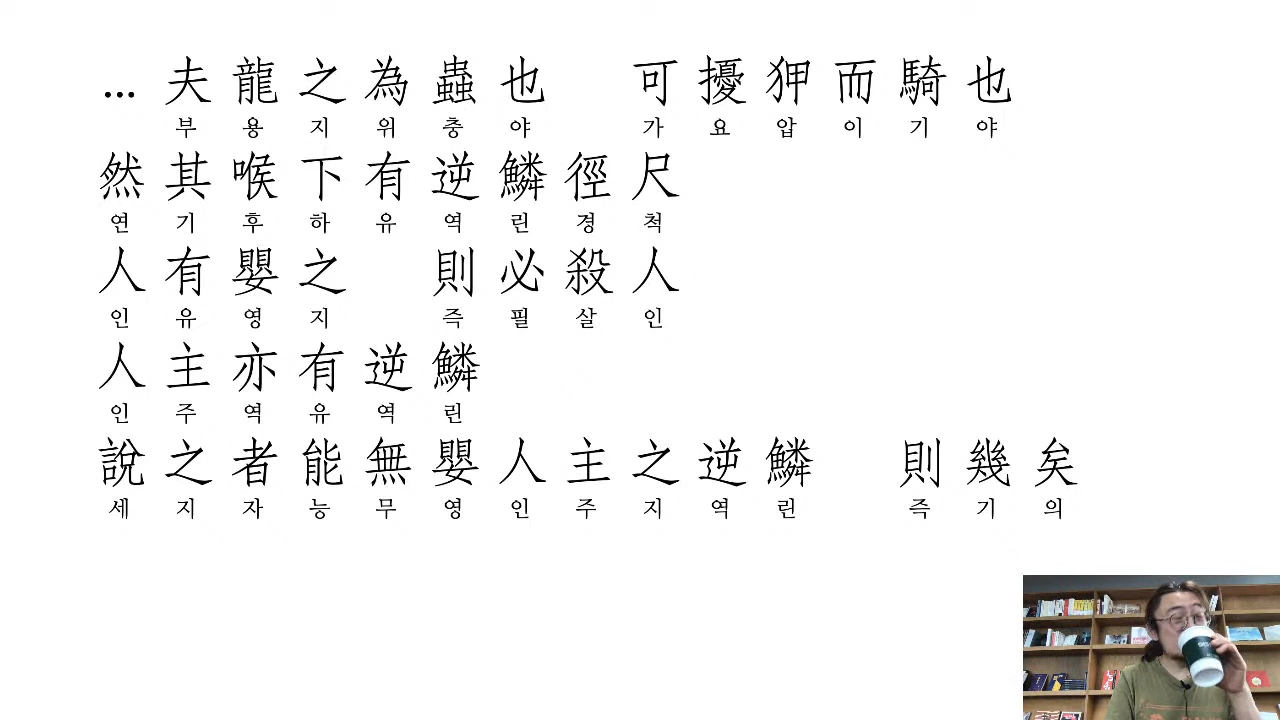 ... 夫龍之為蟲也 可擾狎而騎也
부 용 지 위 충 야 가 요 압 이 기 야
然其喉下有逆鱗徑尺
연 기 후 하 유 역 린 경 척
人有嬰之 則必殺人
인 유 영 지 즉 필 살 인
人主亦有逆鱗
인 주 역 유 역 린
說之者能無嬰人主之逆鱗 則幾矣
세 지 자 능 무 영 인 주 지 역 린 즉 기 의